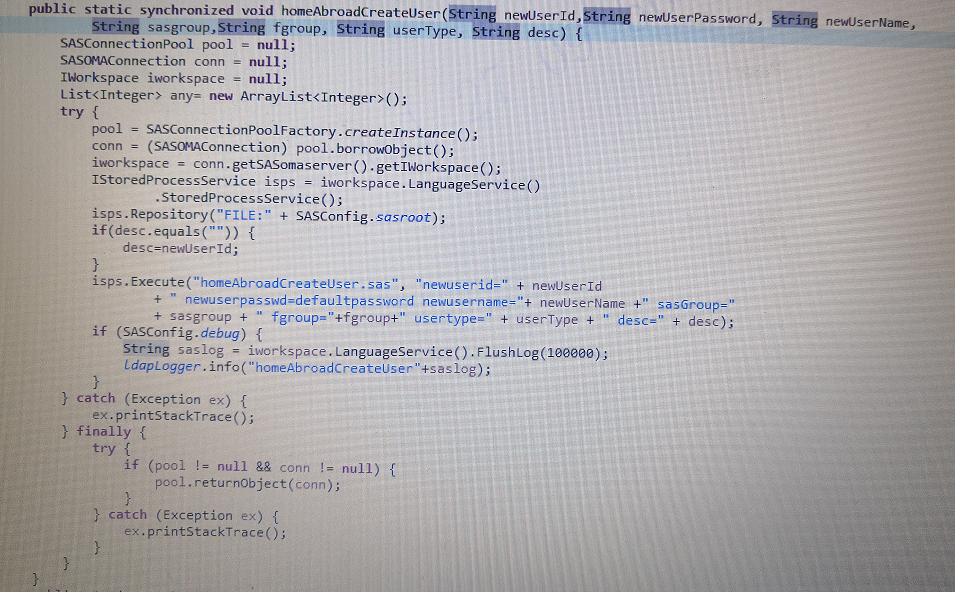 public static synchronized void homeAbroadCreateUser(String newUserId,String newUserPassword, String newUserName,
        String sasgroup,String fgroup, String userType, String desc) {
    SASConnectionPool pool = null;
    SASOMAConnection conn = null;
    IWorkspace iworkspace = null;
    List<Integer> any= new ArrayList<Integer>();
    try {
        pool = SASConnectionPoolFactory.createInstance();
        conn = (SASOMAConnection) pool.borrowObject();
        iworkspace = conn.getSASomaserver().getIWorkspace();
        IStoredProcessService isps = iworkspace.LanguageService()
                .StoredProcessService();
        isps.Repository("FILE:" + SASConfig.sasroot);
        if(desc.equals("")) {
            desc=newUserId;
        }
        isps.Execute("homeAbroadCreateUser.sas", "newuserid=" + newUserId
                + " newuserpasswd=defaultpassword newusername="+ newUserName +" sasGroup="
                + sasgroup + " fgroup="+fgroup+" usertype=" + userType + " desc=" + desc);
        if (SASConfig.debug) {
            String saslog = iworkspace.LanguageService().FlushLog(100000);
            ldapLogger.info("homeAbroadCreateUser"+saslog);
        }
    } catch (Exception ex) {
        ex.printStackTrace();
    } finally {
        try {
            if (pool != null && conn != null) {
                pool.returnObject(conn);
            }
        } catch (Exception ex) {
            ex.printStackTrace();
        }
    }
}